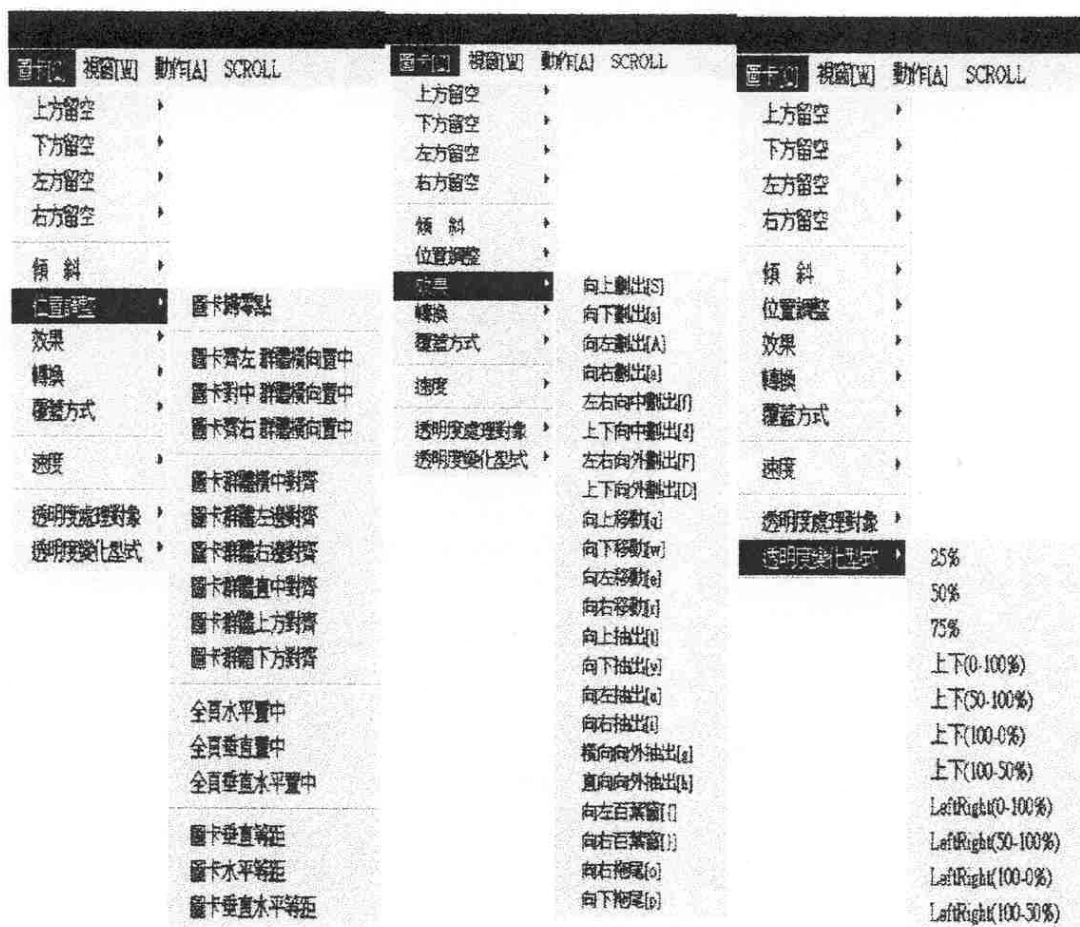 圖卡 視窗[W] 動作[A] SCROLL
上方留空
下方留空
左方留空
右方留空
傾 斜
位置調整
效果
轉換
覆蓋方式
速度
透明度處理對象
透明度變化型式
圖卡歸零點
圖卡齊左 群體橫向置中
圖卡對中 群體橫向置中
圖卡齊右 群體橫向置中
圖卡群體橫中對齊
圖卡群體左邊對齊
圖卡群體右邊對齊
圖卡群體直中對齊
圖卡群體上方對齊
圖卡群體下方對齊
全頁水平置中
全頁垂直置中
全頁垂直水平置中
圖卡垂直等距
圖卡水平等距
圖卡垂直水平等距
圖卡 視窗[W] 動作[A] SCROLL
上方留空
下方留空
左方留空
右方留空
傾 斜
位置調整
效果
轉換
覆蓋方式
速度
透明度處理對象
透明度變化型式
向上劃出[S]
向下劃出[s]
向左劃出[A]
向右劃出[a]
左右向中劃出[f]
上下向中劃出[d]
左右向外劃出[F]
上下向外劃出[D]
向上移動[q]
向下移動[w]
向左移動[e]
向右移動[r]
向上抽出[t]
向下抽出[y]
向左抽出[u]
向右抽出[i]
橫向向外抽出[g]
直向向外抽出[h]
向左百葉窗
向右百葉窗
向右拖尾[o]
向下拖尾[p]
圖卡 視窗[W] 動作[A] SCROLL
上方留空
下方留空
左方留空
右方留空
傾 斜
位置調整
效果
轉換
覆蓋方式
速度
透明度處理對象
透明度變化型式
25%
50%
75%
上下(0-100%)
上下(50-100%)
上下(100-0%)
上下(100-50%)
LeftRight(0-100%)
LeftRight(50-100%)
LeftRight(100-0%)
LeftRight(100-50%)